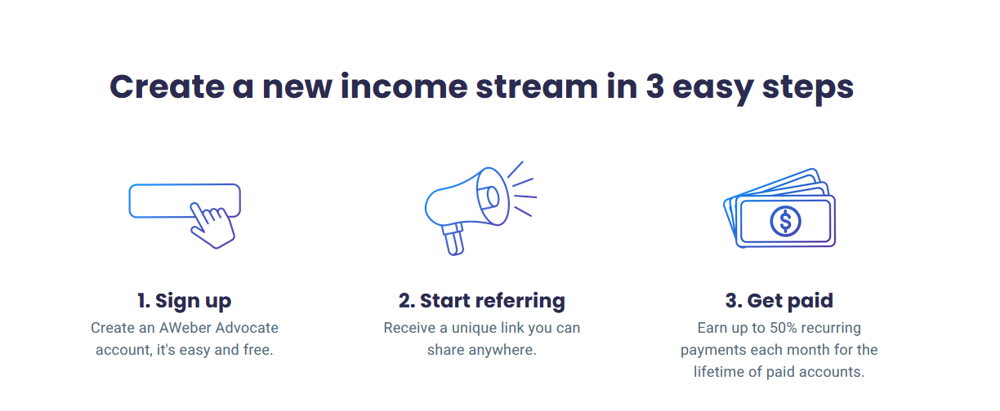 Create a new income stream in 3 easy steps
1. Sign up
Create an AWeber Advocate
account, it's easy and free.
2. Start referring
Receive a unique link you can
share anywhere.
3. Get paid
Earn up to 50% recurring
payments each month for the
lifetime of paid accounts.